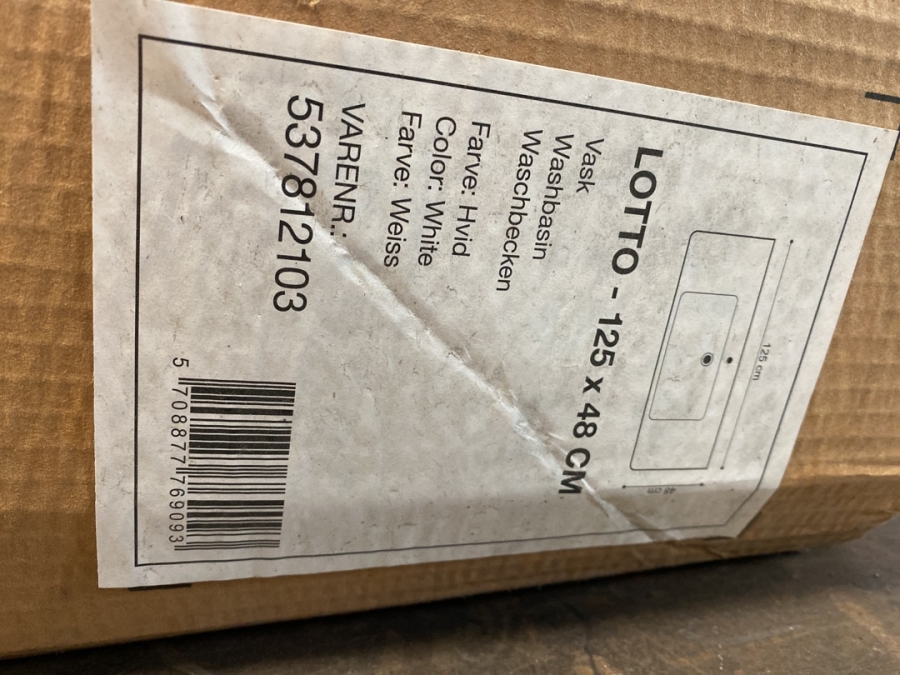 125 cm
48 cm
LOTTO - 125 x 48 CM
Vask
Washbasin
Waschbecken
Farve: Hvid
Color: White
Farve: Weiss
VARENR.:
537812103
5 708877 769093